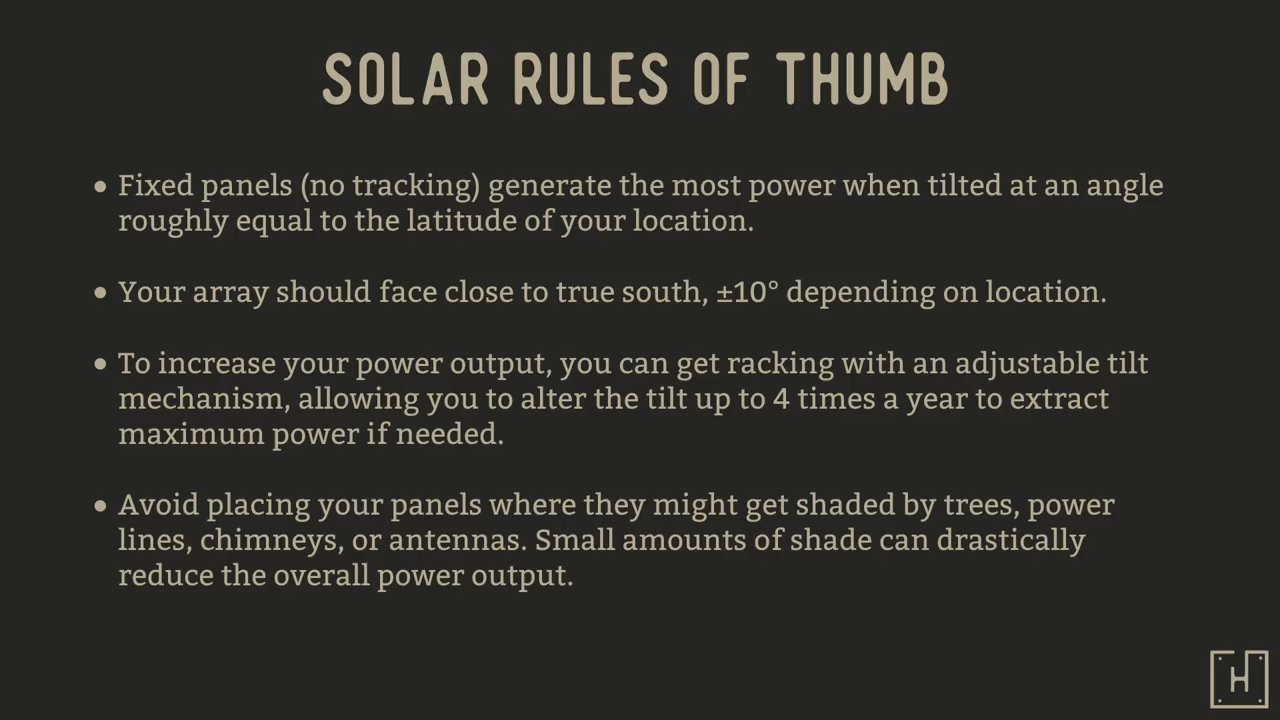 SOLAR RULES OF THUMB
• Fixed panels (no tracking) generate the most power when tilted at an angle
roughly equal to the latitude of your location.
• Your array should face close to true south, ±10° depending on location.
• To increase your power output, you can get racking with an adjustable tilt
mechanism, allowing you to alter the tilt up to 4 times a year to extract
maximum power if needed.
• Avoid placing your panels where they might get shaded by trees, power
lines, chimneys, or antennas. Small amounts of shade can drastically
reduce the overall power output.
H